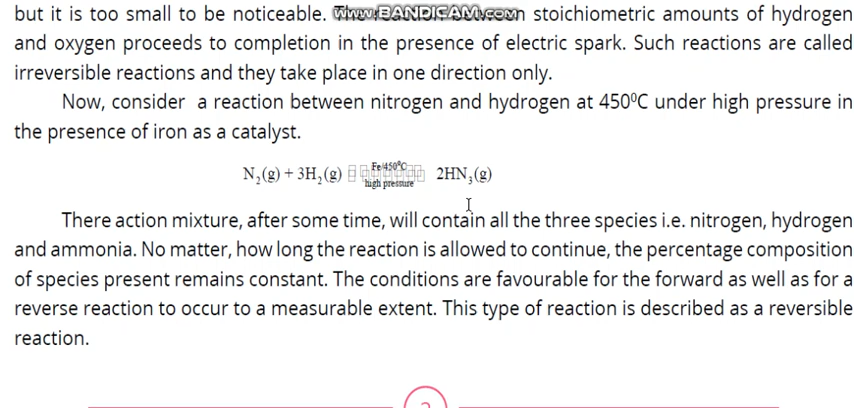 but it is too small to be noticeable. The reaction between stoichiometric amounts of hydrogen
www.BANDICAM.com
and oxygen proceeds to completion in the presence of electric spark. Such reactions are called
irreversible reactions and they take place in one direction only.
Now, consider a reaction between nitrogen and hydrogen at 450⁰C under high pressure in
the presence of iron as a catalyst.
Fe/450⁰C
N₂(g) + 3H₂(g) 2HN₃(g)
high pressure
There action mixture, after some time, will contain all the three species i.e. nitrogen, hydrogen
and ammonia. No matter, how long the reaction is allowed to continue, the percentage composition
of species present remains constant. The conditions are favourable for the forward as well as for a
reverse reaction to occur to a measurable extent. This type of reaction is described as a reversible
reaction.